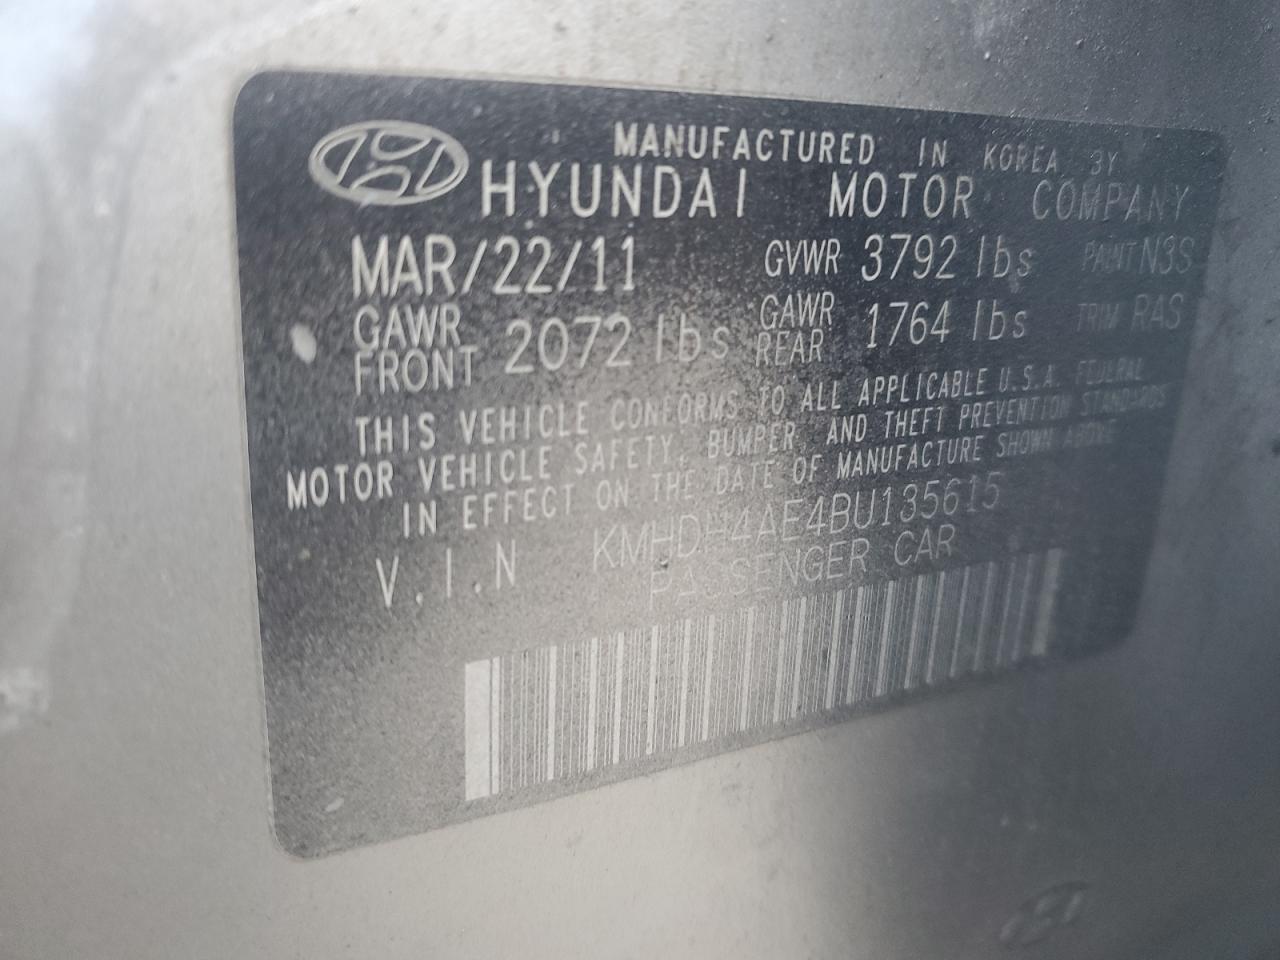 MANUFACTURED IN KOREA BY
HYUNDAI MOTOR COMPANY
MAR/22/11 GVWR 3792 lbs PAINT N3S
GAWR FRONT 2072 lbs GAWR REAR 1764 lbs TRIM RAS
THIS VEHICLE CONFORMS TO ALL APPLICABLE U.S.A. FEDERAL
MOTOR VEHICLE SAFETY, BUMPER, AND THEFT PREVENTION STANDARDS
IN EFFECT ON THE DATE OF MANUFACTURE SHOWN ABOVE
V.I.N KMHDH4AE4BU135615
PASSENGER CAR